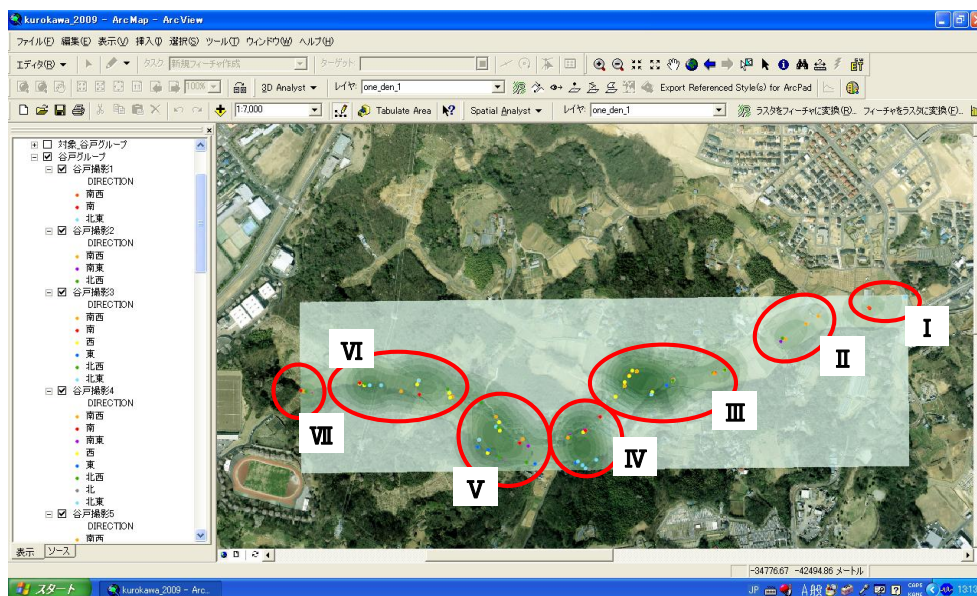 kurokawa_2009 - ArcMap - ArcView
ファイル(F) 編集(E) 表示(V) 挿入(I) 選択(S) ツール(T) ウィンドウ(W) ヘルプ(H)
エディタ(R) タスク 新規フィーチャ作成 ターゲット
100% 3D Analyst レイヤ: one_den_1 Export Referenced Style(s) for ArcPad
1:7,000 Tabulate Area Spatial Analyst レイヤ: one_den_1 ラスタをフィーチャに変換(R)... フィーチャをラスタに変換(F)...
対象_谷戸グループ
谷戸グループ
谷戸撮影1
DIRECTION
南西
南
北東
谷戸撮影2
DIRECTION
南西
南東
北西
谷戸撮影3
DIRECTION
南西
南
西
東
北西
北東
谷戸撮影4
DIRECTION
南西
南
南東
西
東
北西
北
北東
谷戸撮影5
DIRECTION
南西
表示 ソース
Ⅰ
Ⅱ
Ⅲ
Ⅳ
Ⅴ
Ⅵ
Ⅶ
-34776.67 -42494.86 メートル
スタート kurokawa_2009 - Arc... JP A般 CAPS KANA 13:13